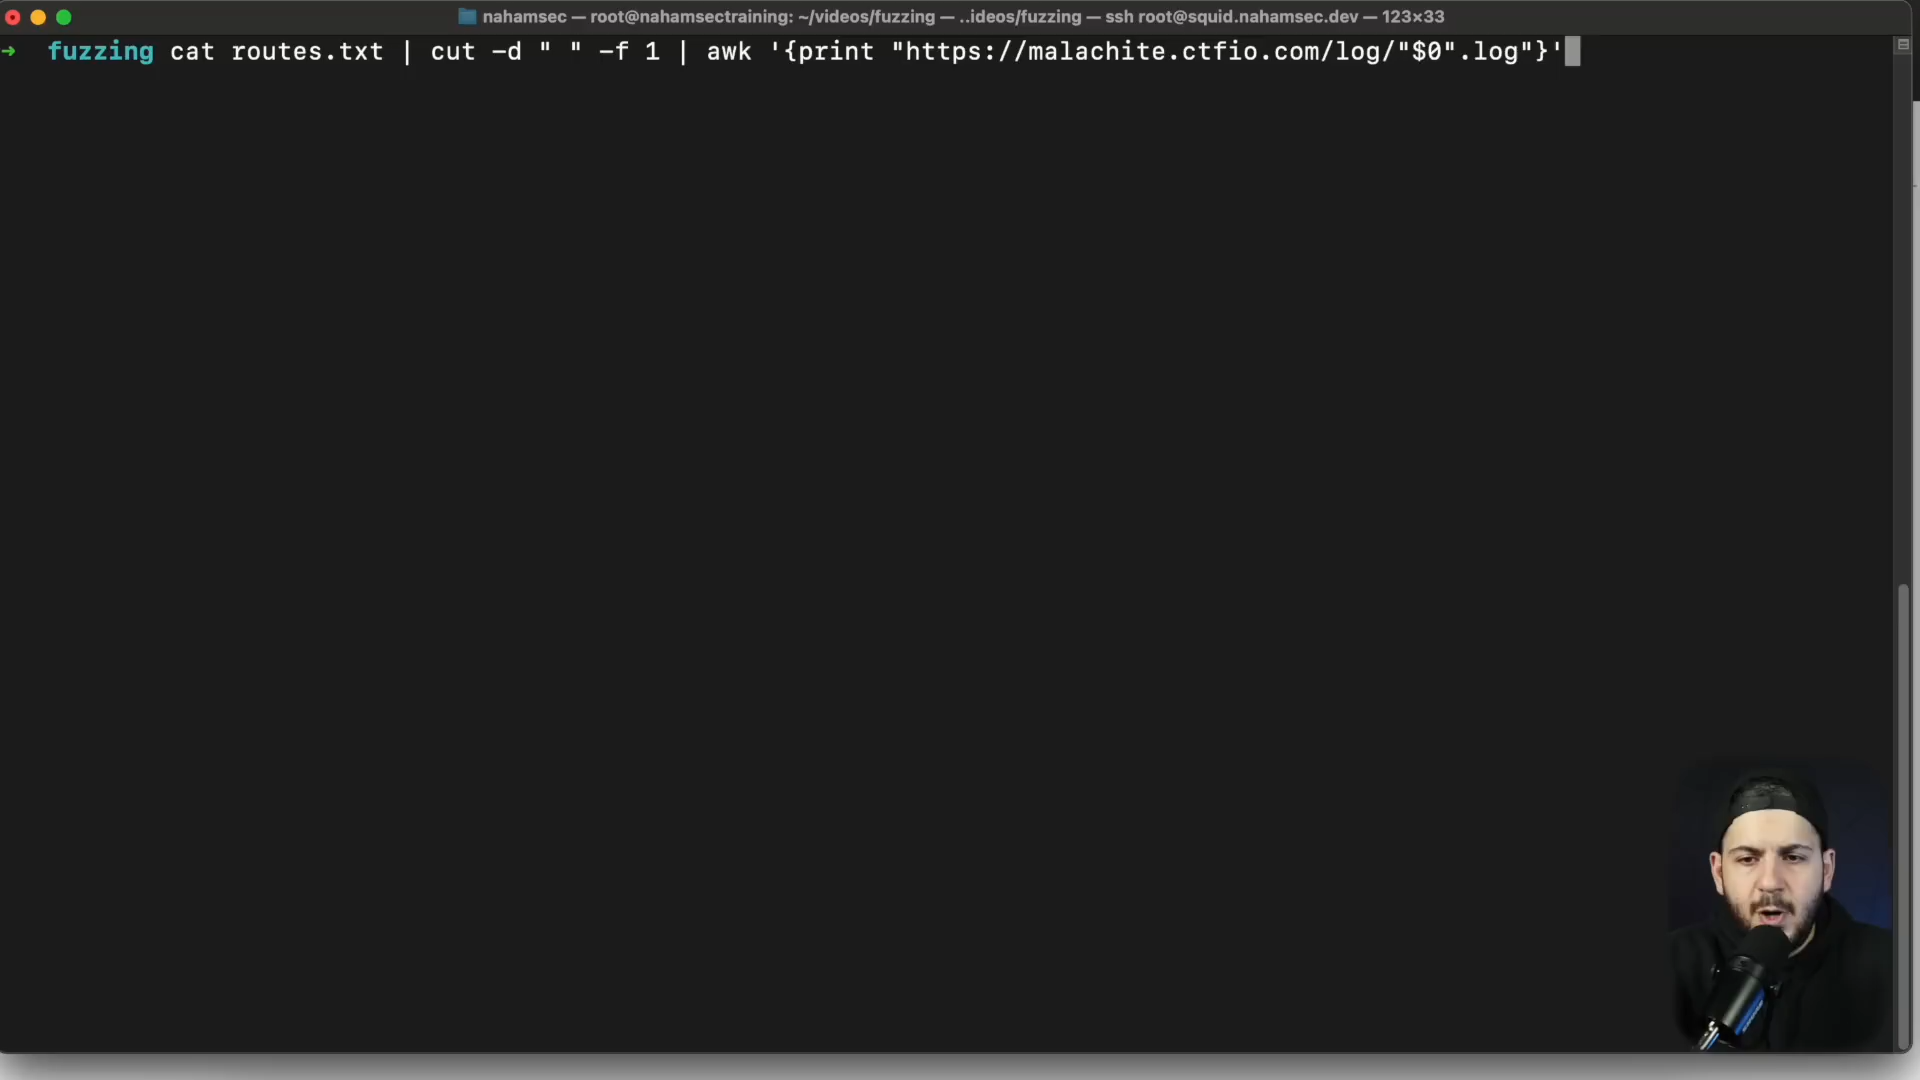 nahamsec — root@nahamsectraining: ~/videos/fuzzing — ..ideos/fuzzing — ssh root@squid.nahamsec.dev — 123×33
➜ fuzzing cat routes.txt | cut -d " " -f 1 | awk '{print "https://malachite.ctfio.com/log/"$0".log"}'